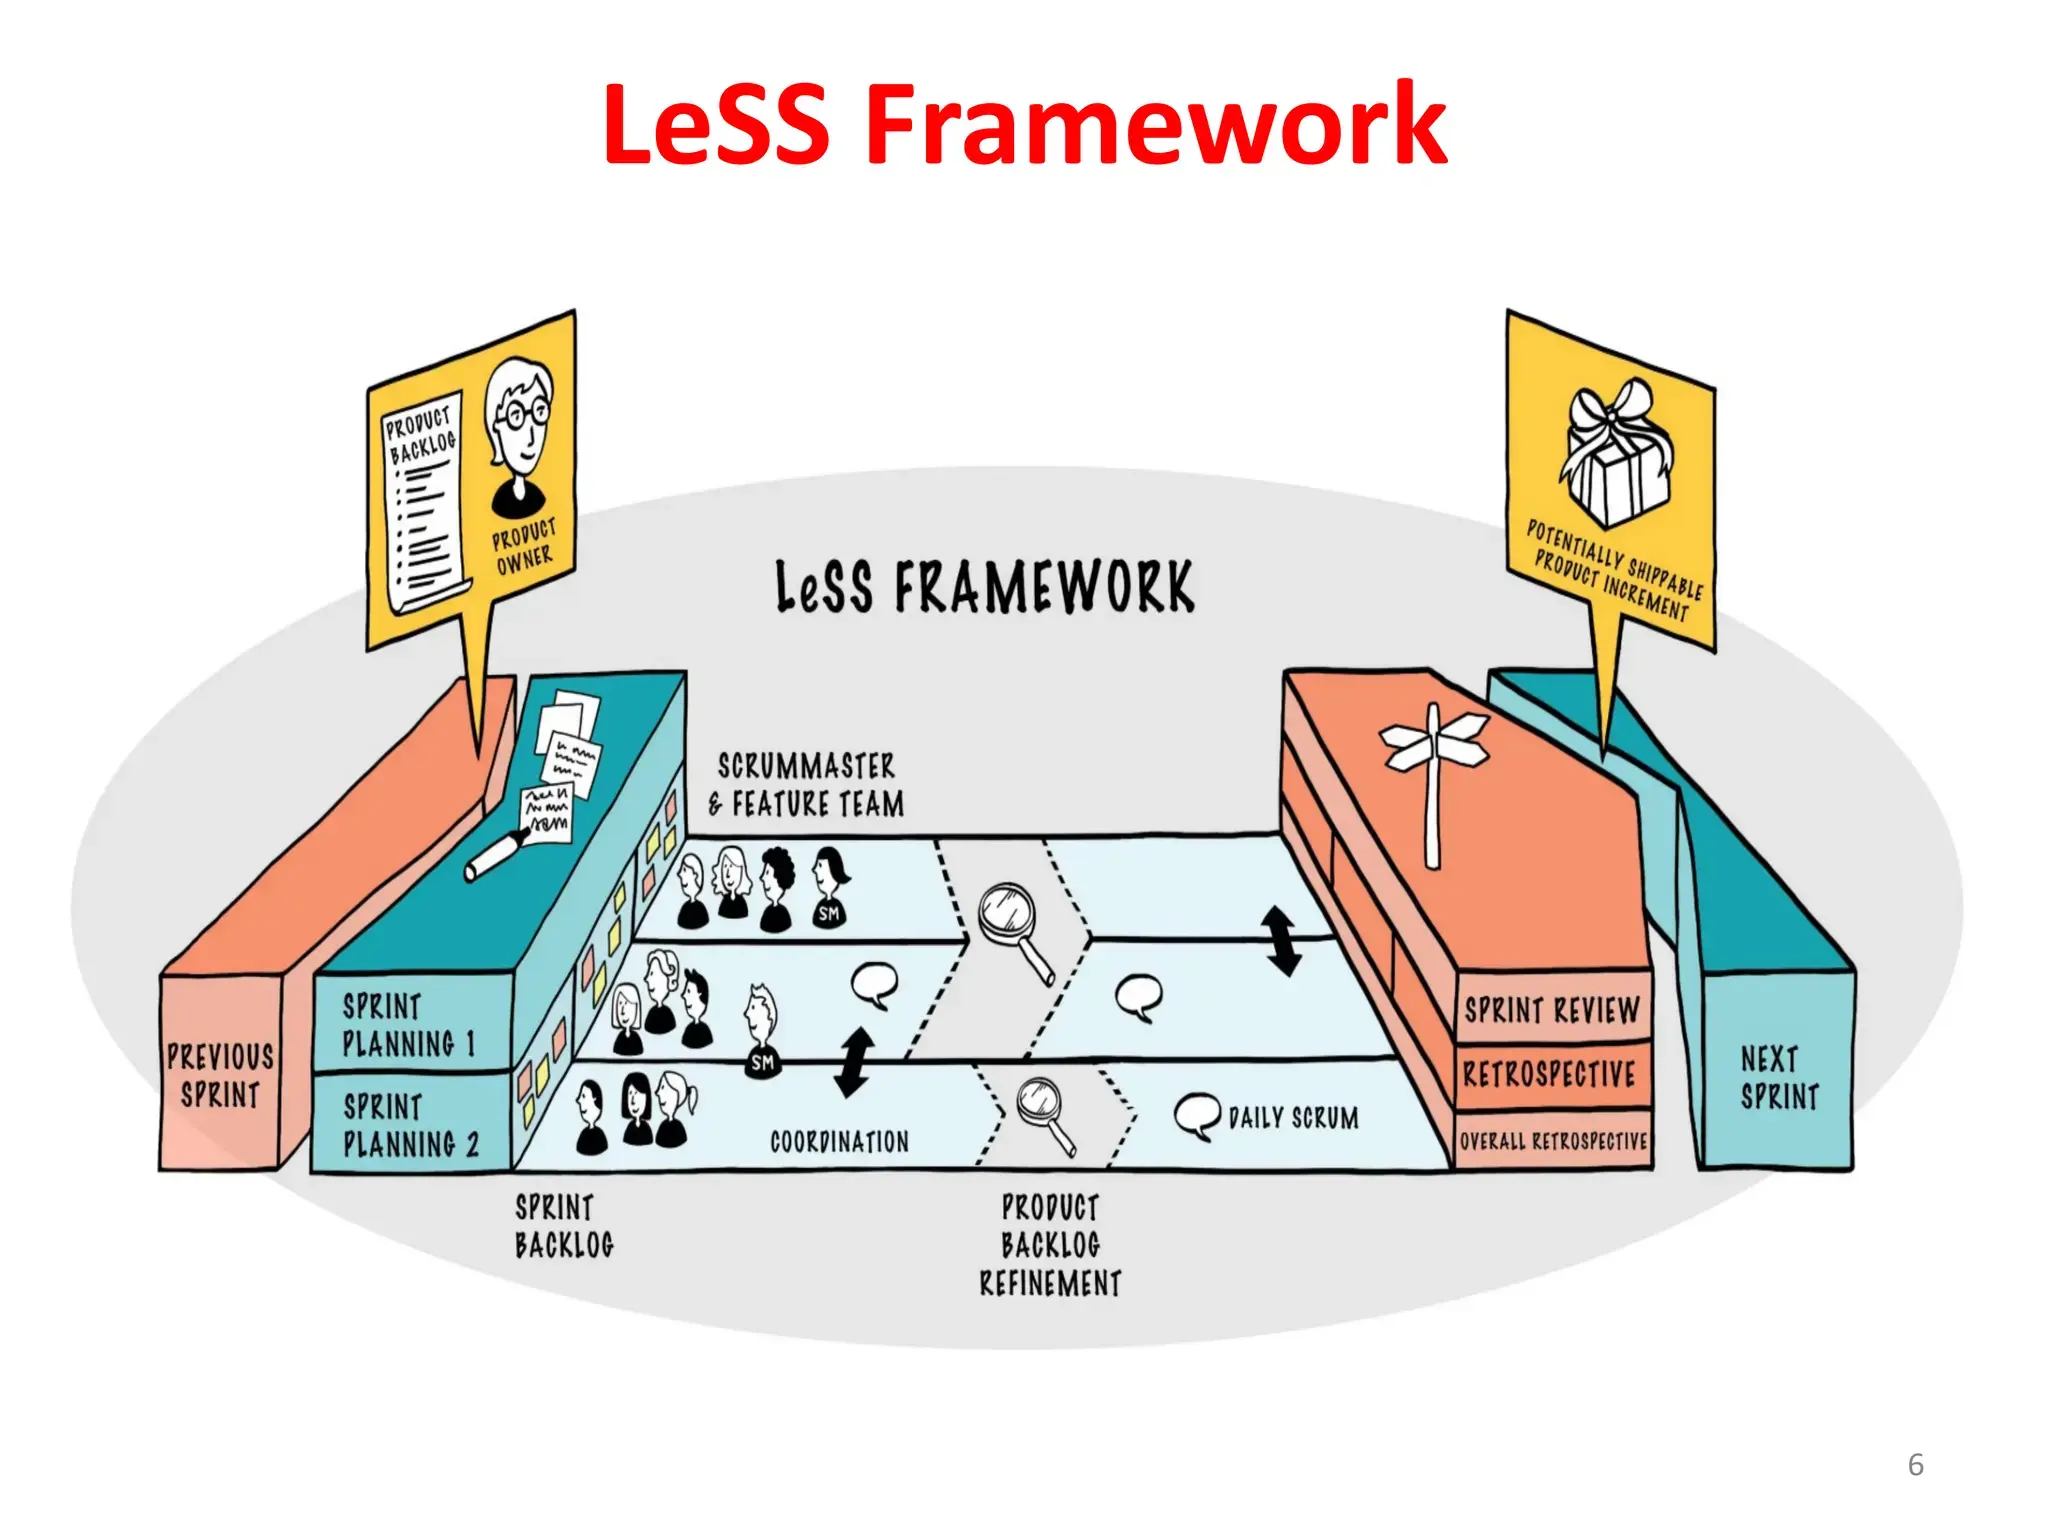 LeSS Framework
PRODUCT
BACKLOG
PRODUCT
OWNER
POTENTIALLY SHIPPABLE
PRODUCT INCREMENT
LeSS FRAMEWORK
SCRUMMASTER
& FEATURE TEAM
SM
SM
PREVIOUS
SPRINT
SPRINT
PLANNING 1
SPRINT
PLANNING 2
COORDINATION
DAILY SCRUM
SPRINT REVIEW
RETROSPECTIVE
OVERALL RETROSPECTIVE
NEXT
SPRINT
SPRINT
BACKLOG
PRODUCT
BACKLOG
REFINEMENT
6